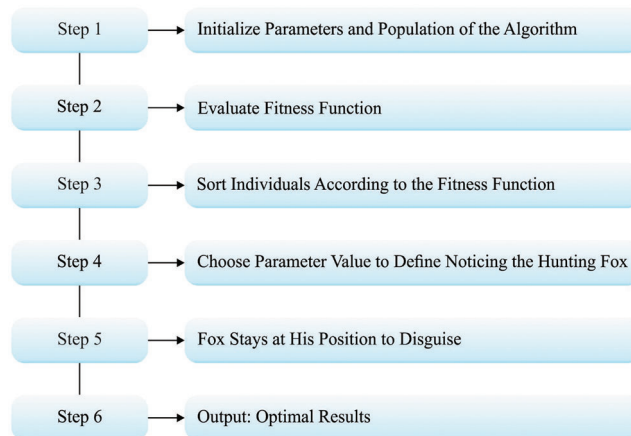 Step 1
Initialize Parameters and Population of the Algorithm
Step 2
Evaluate Fitness Function
Step 3
Sort Individuals According to the Fitness Function
Step 4
Choose Parameter Value to Define Noticing the Hunting Fox
Step 5
Fox Stays at His Position to Disguise
Step 6
Output: Optimal Results